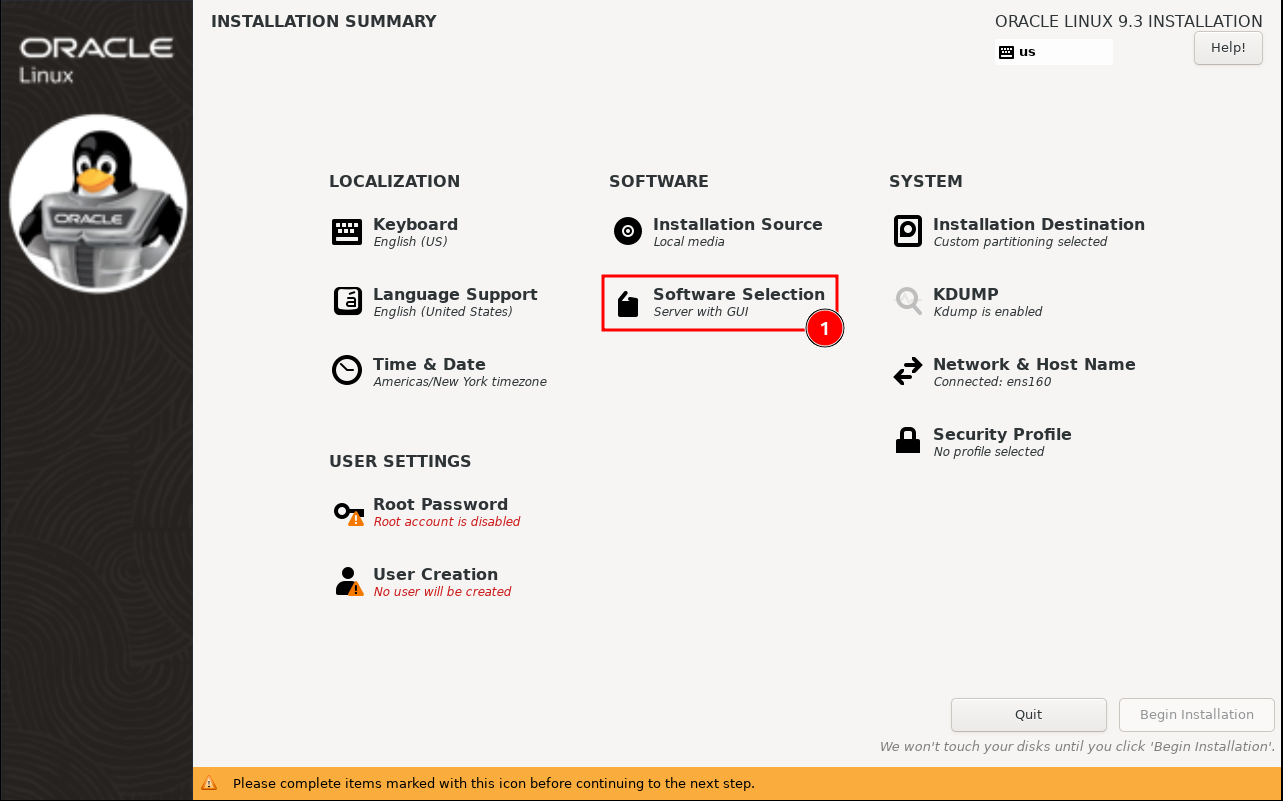 ORACLE
Linux
ORACLE
INSTALLATION SUMMARY
ORACLE LINUX 9.3 INSTALLATION
us
Help!
LOCALIZATION
Keyboard
English (US)
Language Support
English (United States)
Time & Date
Americas/New York timezone
SOFTWARE
Installation Source
Local media
Software Selection
Server with GUI
1
SYSTEM
Installation Destination
Custom partitioning selected
KDUMP
Kdump is enabled
Network & Host Name
Connected: ens160
Security Profile
No profile selected
USER SETTINGS
Root Password
Root account is disabled
User Creation
No user will be created
Quit
Begin Installation
We won't touch your disks until you click 'Begin Installation'.
Please complete items marked with this icon before continuing to the next step.